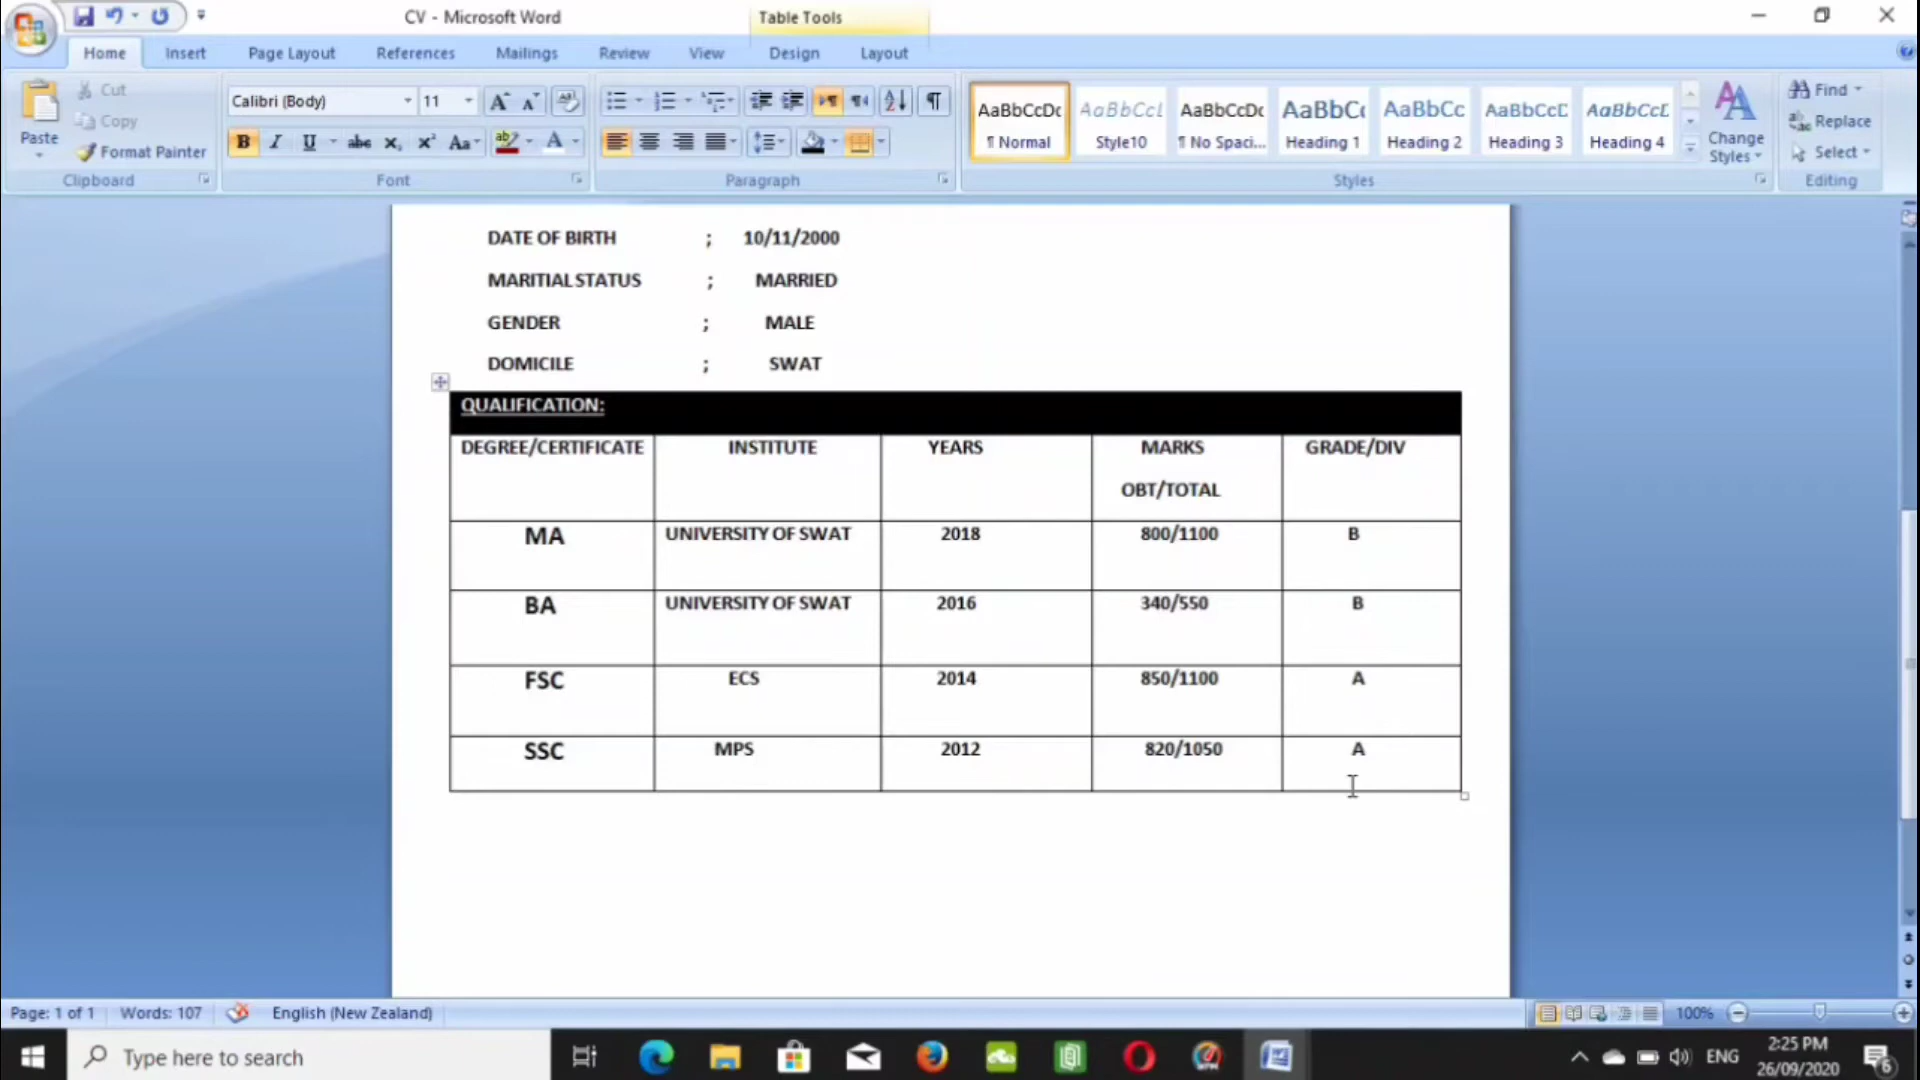 CV - Microsoft Word
Table Tools
Home Insert Page Layout References Mailings Review View Design Layout
Paste
Cut
Copy
Format Painter
Clipboard
Calibri (Body) 11
Font
Paragraph
AaBbCcDc AaBbCcL AaBbCcDc AaBbCc AaBbCc AaBbCcD AaBbCcD
¶ Normal Style10 ¶ No Spaci... Heading 1 Heading 2 Heading 3 Heading 4
Change Styles
Styles
Find
Replace
Select
Editing
DATE OF BIRTH ; 10/11/2000
MARITIAL STATUS ; MARRIED
GENDER ; MALE
DOMICILE ; SWAT
QUALIFICATION:
DEGREE/CERTIFICATE INSTITUTE YEARS MARKS GRADE/DIV
OBT/TOTAL
MA UNIVERSITY OF SWAT 2018 800/1100 B
BA UNIVERSITY OF SWAT 2016 340/550 B
FSC ECS 2014 850/1100 A
SSC MPS 2012 820/1050 A
Page: 1 of 1 Words: 107 English (New Zealand) 100%
Type here to search
ENG
2:25 PM
26/09/2020
6